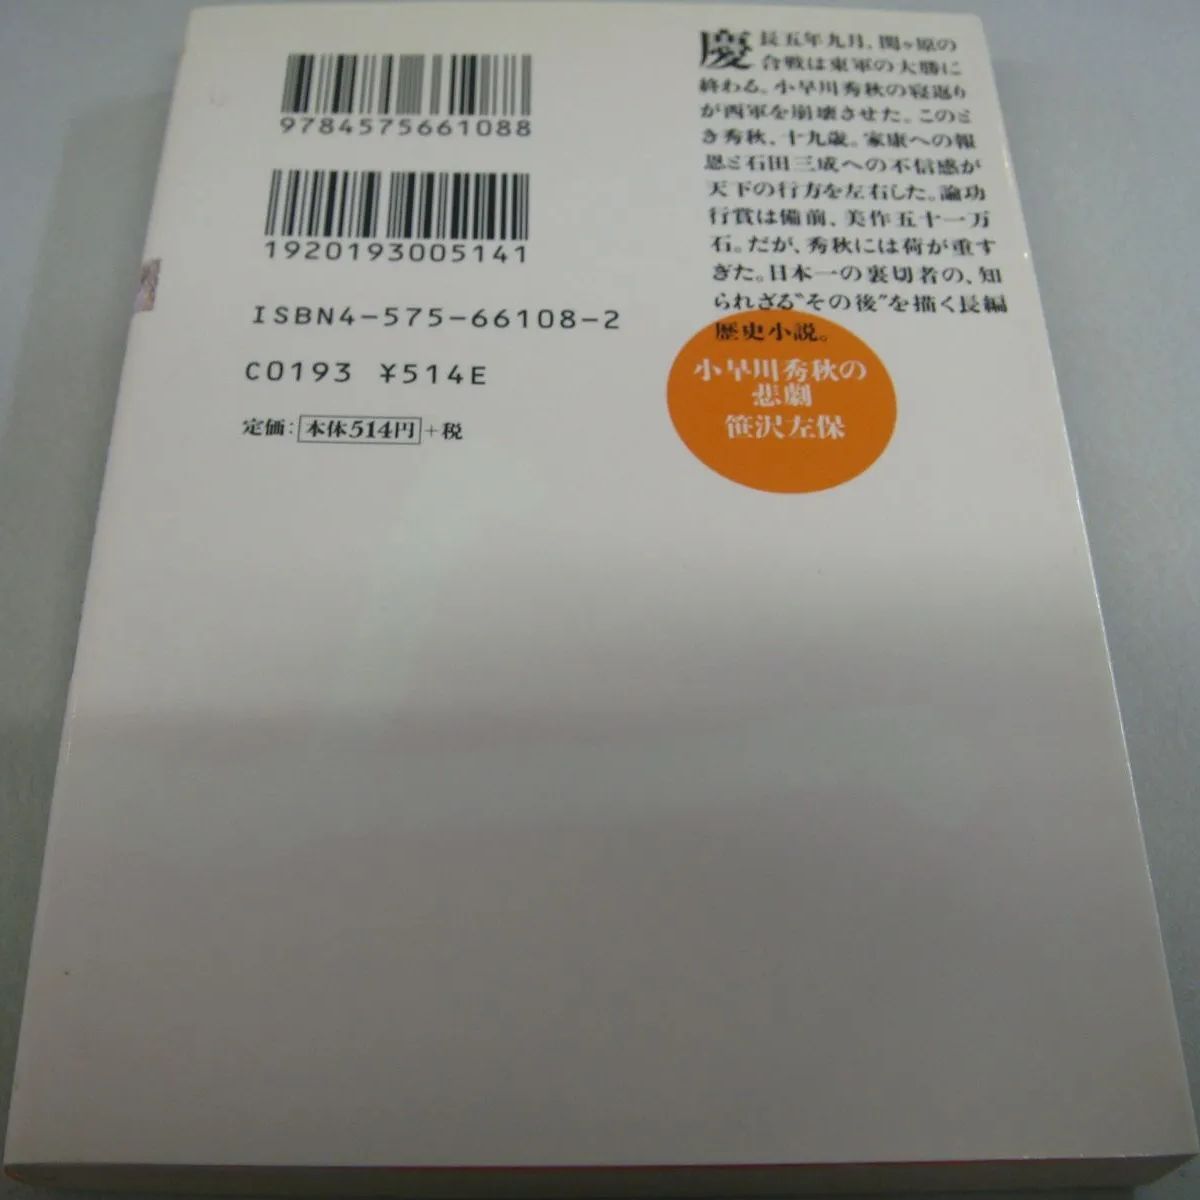 9784575661088
1920193005141
ISBN4-575-66108-2
C0193 ¥514E
定価：本体514円＋税
慶長五年九月、関ヶ原の
合戦は東軍の大勝に
終わる。小早川秀秋の寝返り
が西軍を崩壊させた。このと
き秀秋、十九歳。家康への報
恩と石田三成への不信感が
天下の行方を左右した。論功
行賞は備前、美作五十一万
石。だが、秀秋には荷が重す
ぎた。日本一の裏切者の、知
られざる〝その後〟を描く長編
歴史小説。
小早川秀秋の
悲劇
笹沢左保